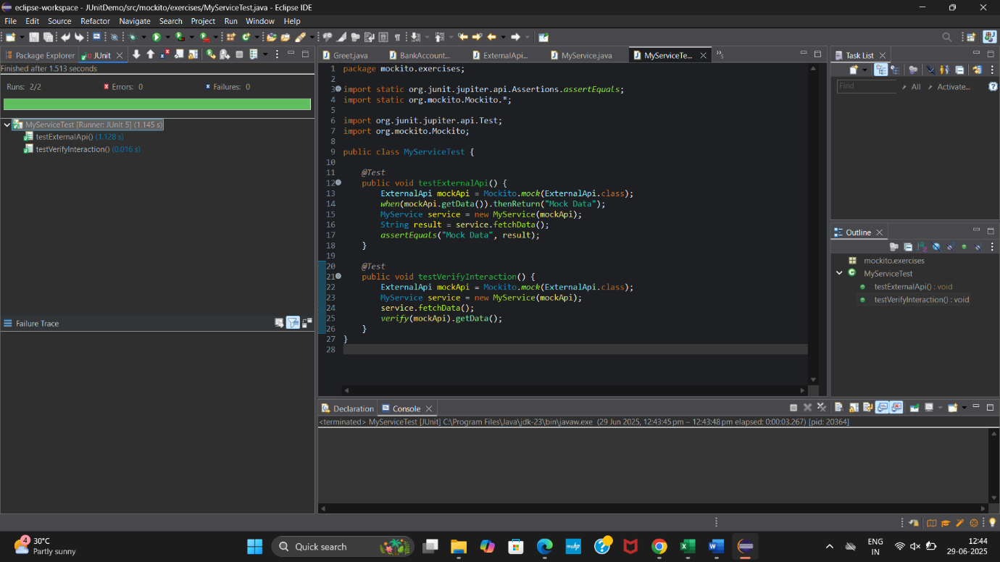 eclipse-workspace - JUnitDemo/src/mockito/exercises/MyServiceTest.java - Eclipse IDE
File Edit Source Refactor Navigate Search Project Run Window Help
Package Explorer JUnit
Finished after 1.513 seconds
Runs: 2/2 Errors: 0 Failures: 0
MyServiceTest [Runner: JUnit 5] (1.145 s)
testExternalApi() (1.128 s)
testVerifyInteraction() (0.016 s)
Failure Trace
Greet.java BankAccount... ExternalApi... MyService.java MyServiceTe... »5
1 package mockito.exercises;
2
3 import static org.junit.jupiter.api.Assertions.assertEquals;
4 import static org.mockito.Mockito.*;
5
6 import org.junit.jupiter.api.Test;
7 import org.mockito.Mockito;
8
9 public class MyServiceTest {
10
11 @Test
12 public void testExternalApi() {
13 ExternalApi mockApi = Mockito.mock(ExternalApi.class);
14 when(mockApi.getData()).thenReturn("Mock Data");
15 MyService service = new MyService(mockApi);
16 String result = service.fetchData();
17 assertEquals("Mock Data", result);
18 }
19
20 @Test
21 public void testVerifyInteraction() {
22 ExternalApi mockApi = Mockito.mock(ExternalApi.class);
23 MyService service = new MyService(mockApi);
24 service.fetchData();
25 verify(mockApi).getData();
26 }
27 }
28
Task List
Find All Activate...
Outline
mockito.exercises
MyServiceTest
testExternalApi() : void
testVerifyInteraction() : void
Declaration Console
<terminated> MyServiceTest [JUnit] C:\Program Files\Java\jdk-23\bin\javaw.exe (29 Jun 2025, 12:43:45 pm – 12:43:48 pm elapsed: 0:00:03.267) [pid: 20364]
4
30°C
Partly sunny
Quick search
myhp
ENG
IN
12:44
29-06-2025